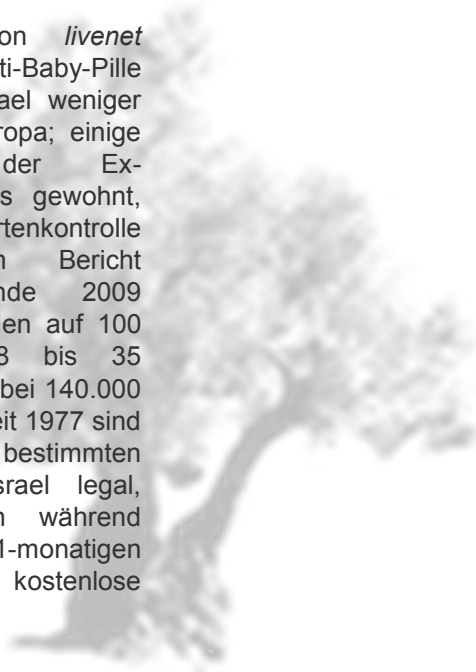 on livenet
ti-Baby-Pille
ael weniger
ropa; einige
der Ex-
s gewohnt,
rtenkontrolle
n Bericht
nde 2009
en auf 100
8 bis 35
bei 140.000
eit 1977 sind
bestimmten
srael legal,
n während
1-monatigen
kostenlose